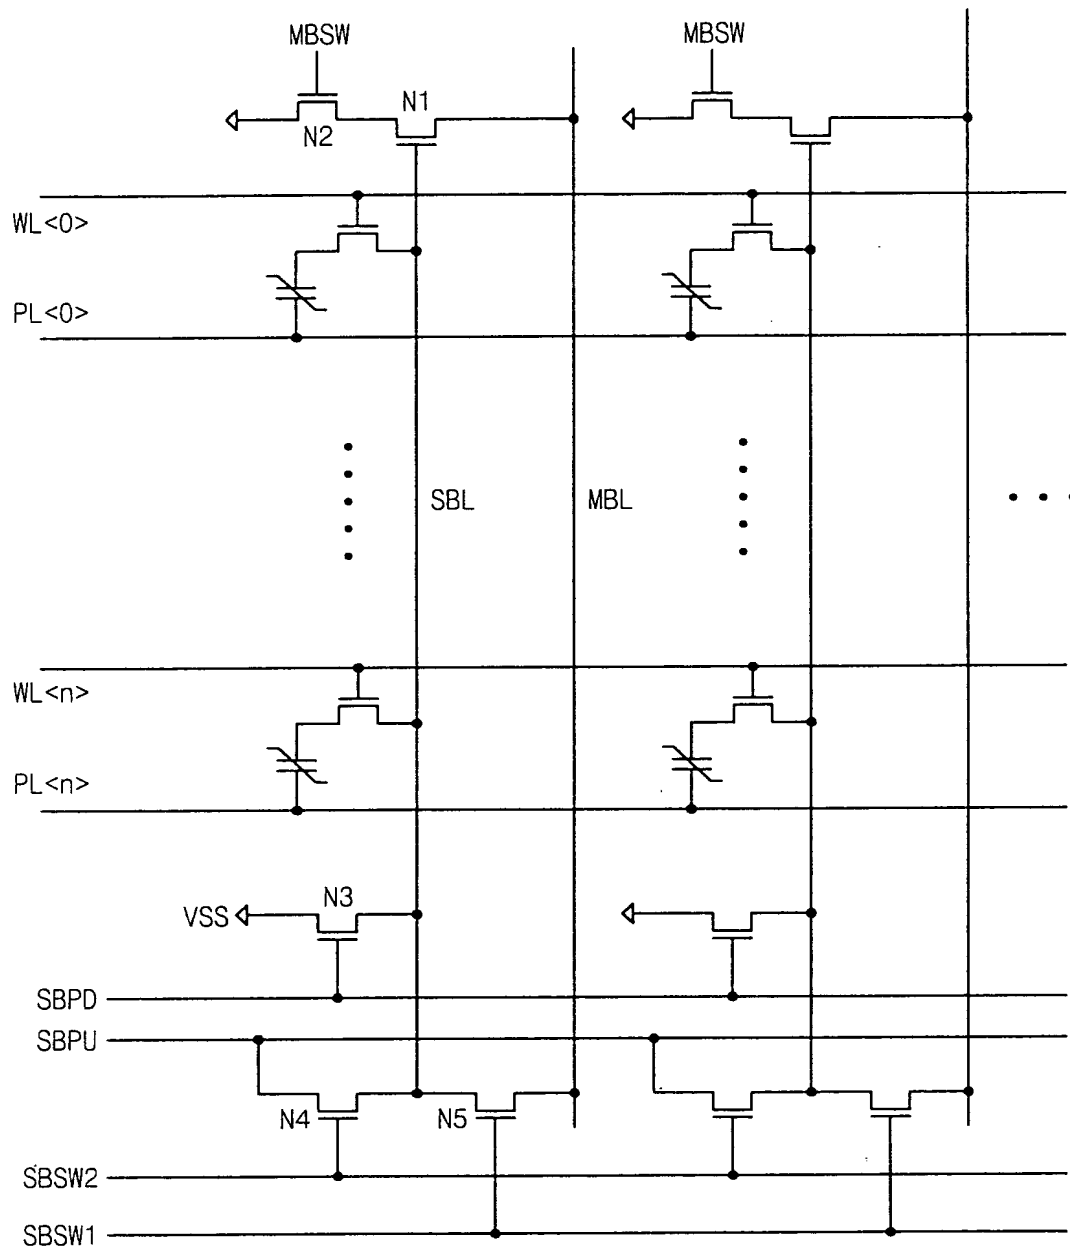 MBSW
MBSW
N1
N2
WL<0>
PL<0>
SBL
MBL
WL<n>
PL<n>
N3
VSS
SBPD
SBPU
N4
N5
SBSW2
SBSW1